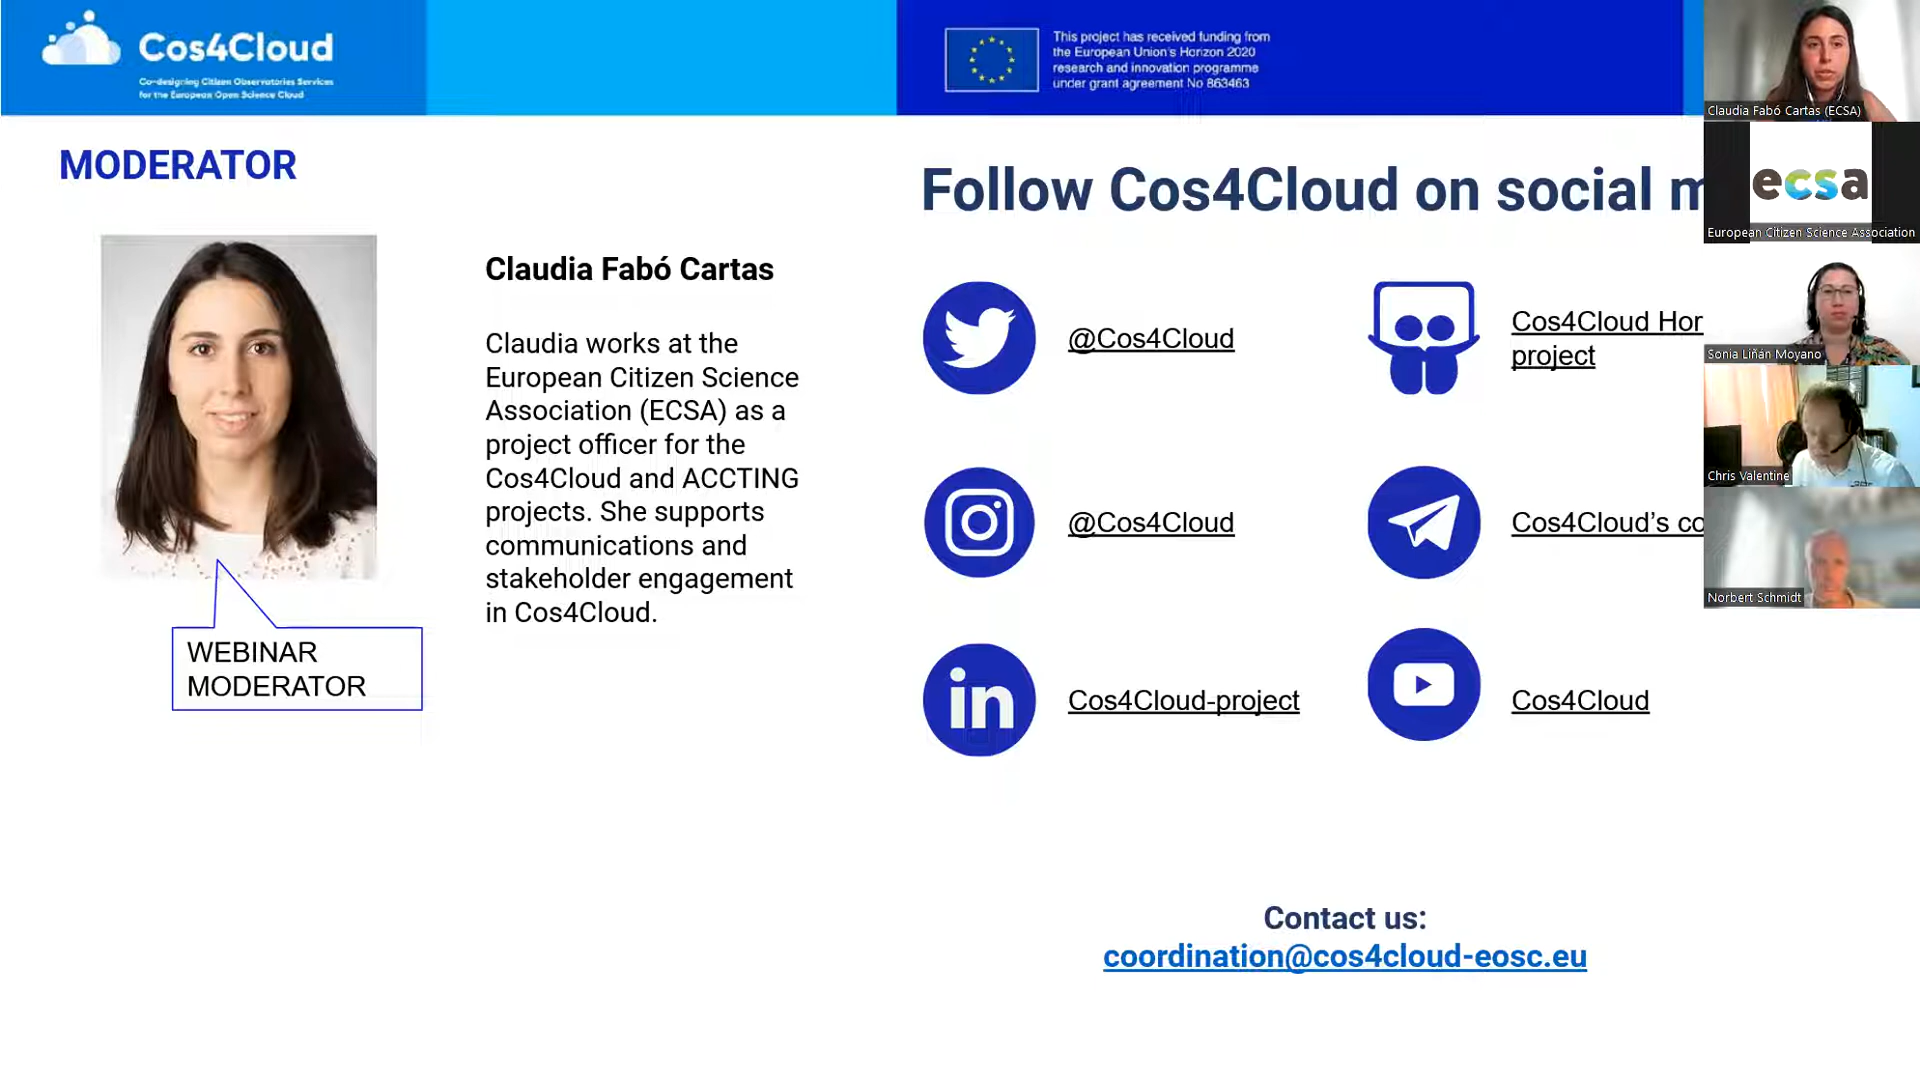 Cos4Cloud
Co-designing Citizen Observatories Services
for the European Open Science Cloud
This project has received funding from
the European Union's Horizon 2020
research and innovation programme
under grant agreement No 863463
MODERATOR
Claudia Fabó Cartas
Claudia works at the
European Citizen Science
Association (ECSA) as a
project officer for the
Cos4Cloud and ACCTING
projects. She supports
communications and
stakeholder engagement
in Cos4Cloud.
WEBINAR
MODERATOR
Follow Cos4Cloud on social m
@Cos4Cloud
Cos4Cloud Hor
project
@Cos4Cloud
Cos4Cloud’s co
in
Cos4Cloud-project
Cos4Cloud
Contact us:
coordination@cos4cloud-eosc.eu
Claudia Fabó Cartas (ECSA)
ecsa
European Citizen Science Association
Sonia Liñán Moyano
Chris Valentine
Norbert Schmidt